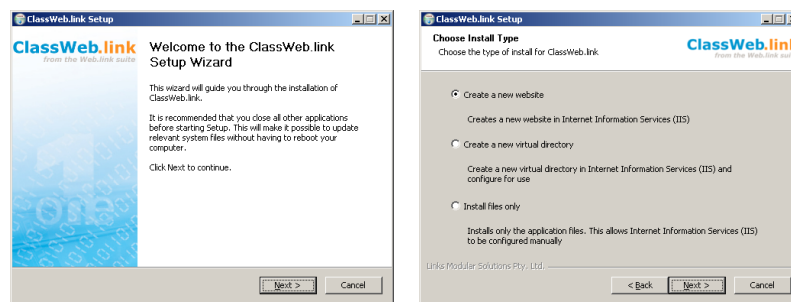 ClassWeb.link Setup
ClassWeb.link
from the Web.link suite
Welcome to the ClassWeb.link
Setup Wizard
This wizard will guide you through the installation of
ClassWeb.link.
It is recommended that you close all other applications
before starting Setup. This will make it possible to update
relevant system files without having to reboot your
computer.
Click Next to continue.
1
one
Next >
Cancel
ClassWeb.link Setup
Choose Install Type
Choose the type of install for ClassWeb.link
ClassWeb.lin
from the Web.link sui
Create a new website
Creates a new website in Internet Information Services (IIS)
Create a new virtual directory
Create a new virtual directory in Internet Information Services (IIS) and
configure for use
Install files only
Installs only the application files. This allows Internet Information Services (IIS)
to be configured manually
Links Modular Solutions Pty. Ltd.
< Back
Next >
Cancel